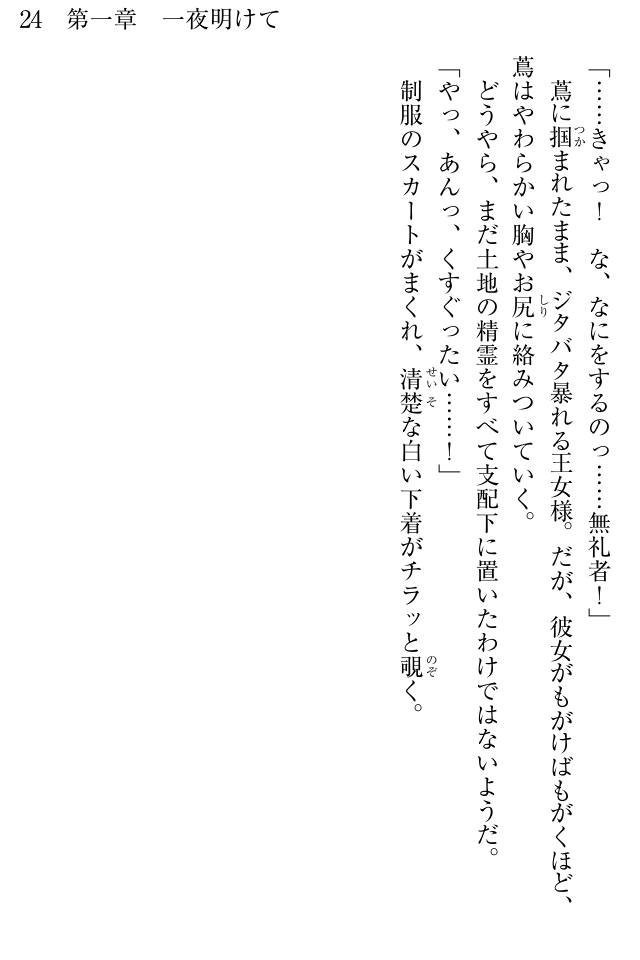 24　第一章　一夜明けて
「……きゃっ！　な、なにをするのっ……無礼者！」
　蔦に掴まれたまま、ジタバタ暴れる王女様。だが、彼女がもがけばもがくほど、
蔦はやわらかい胸やお尻に絡みついていく。
　どうやら、まだ土地の精霊をすべて支配下に置いたわけではないようだ。
「やっ、あんっ、くすぐったい……！」
　制服のスカートがまくれ、清楚な白い下着がチラッと覗く。